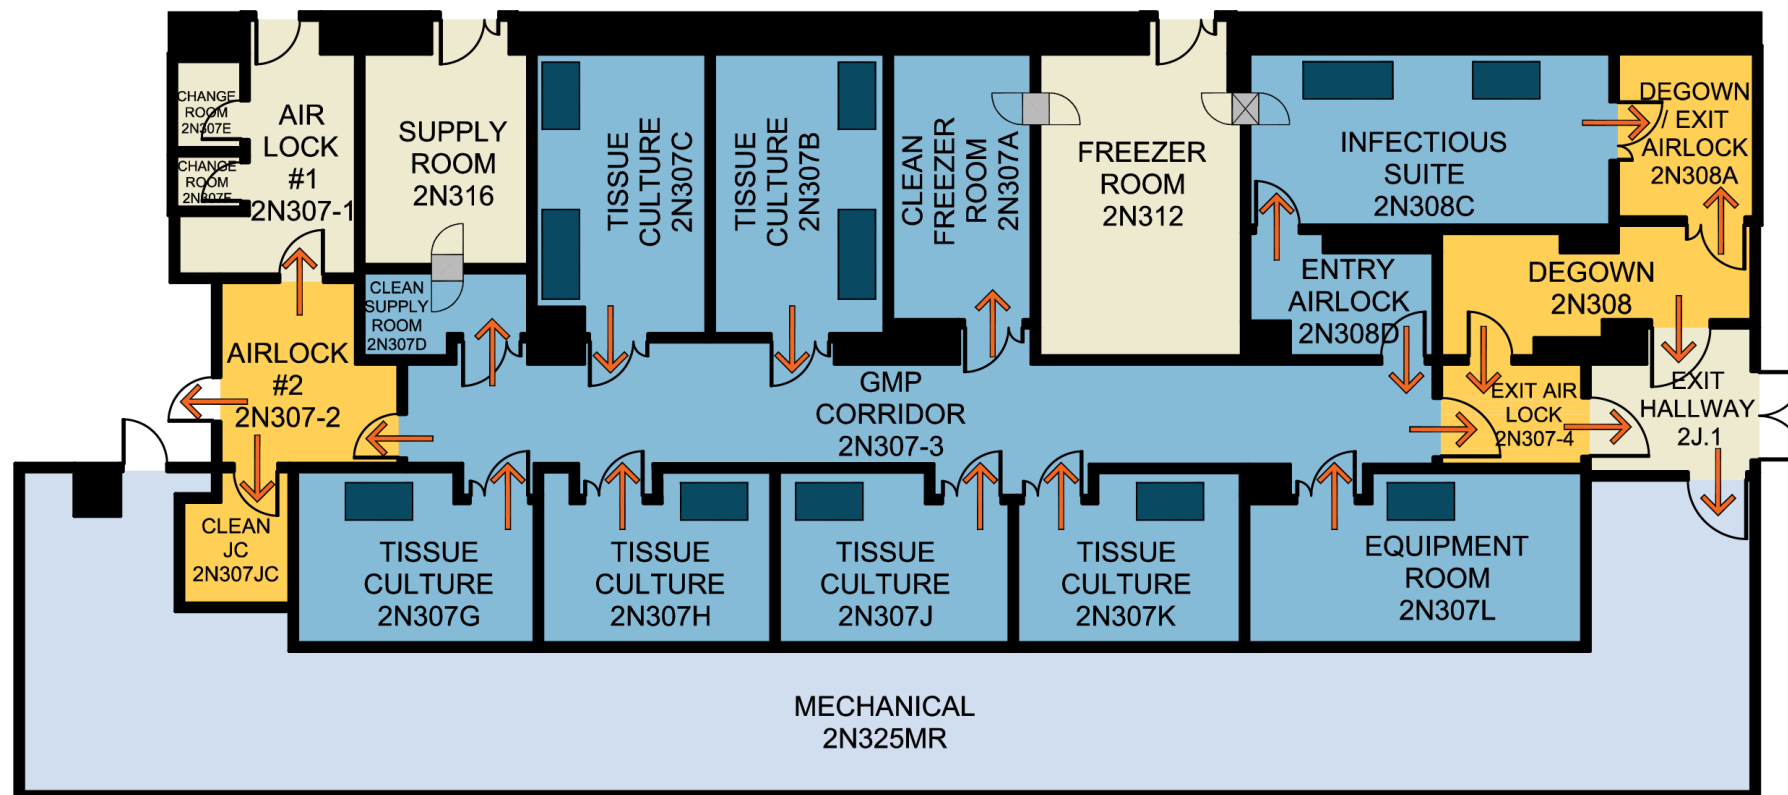 CHANGE
ROOM
2N307E
CHANGE
ROOM
2N307F
AIR
LOCK
#1
2N307-1
SUPPLY
ROOM
2N316
TISSUE
CULTURE
2N307C
TISSUE
CULTURE
2N307B
CLEAN
FREEZER
ROOM
2N307A
FREEZER
ROOM
2N312
INFECTIOUS
SUITE
2N308C
DEGOWN
/ EXIT
AIRLOCK
2N308A
CLEAN
SUPPLY
ROOM
2N307D
ENTRY
AIRLOCK
2N308D
DEGOWN
2N308
AIRLOCK
#2
2N307-2
GMP
CORRIDOR
2N307-3
EXIT AIR
LOCK
2N307-4
EXIT
HALLWAY
2J.1
CLEAN
JC
2N307JC
TISSUE
CULTURE
2N307G
TISSUE
CULTURE
2N307H
TISSUE
CULTURE
2N307J
TISSUE
CULTURE
2N307K
EQUIPMENT
ROOM
2N307L
MECHANICAL
2N325MR